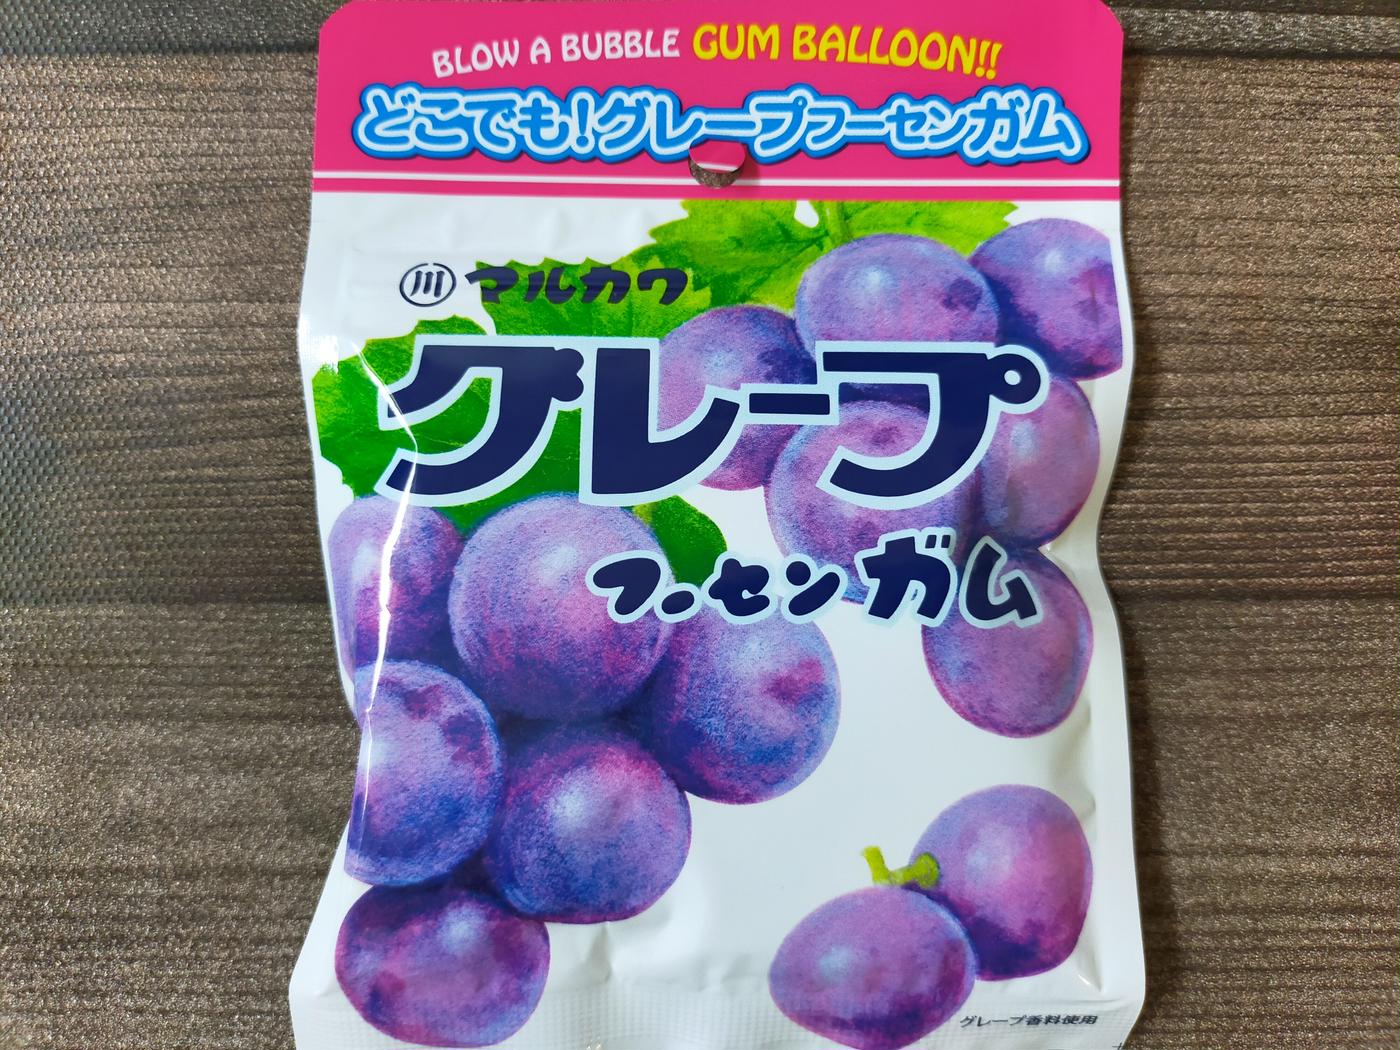 BLOW A BUBBLE GUM BALLOON!!
どこでも!グレープフーセンガム
川 マルカワ
グレープ
フーセンガム
グレープ香料使用